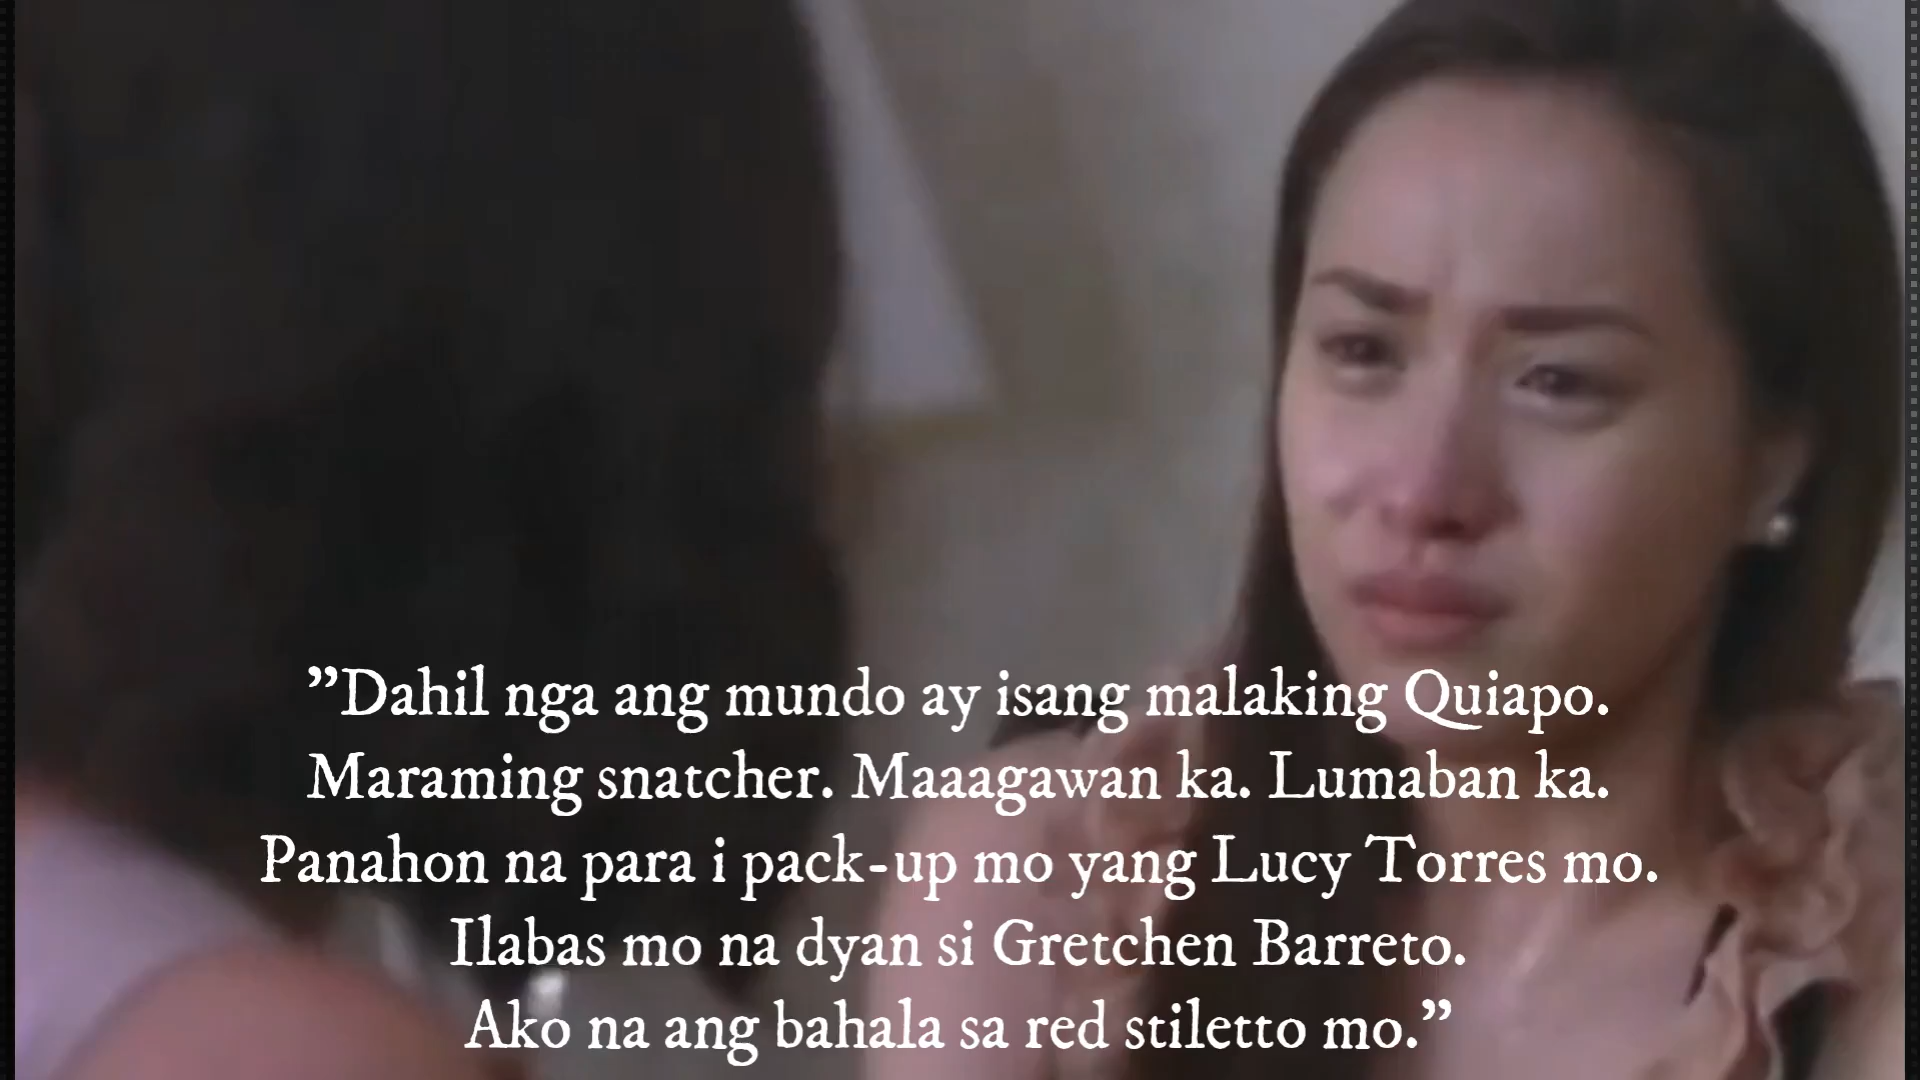 ”Dahil nga ang mundo ay isang malaking Quiapo.
Maraming snatcher. Maaagawan ka. Lumaban ka.
Panahon na para i pack-up mo yang Lucy Torres mo.
Ilabas mo na dyan si Gretchen Barreto.
Ako na ang bahala sa red stiletto mo.”